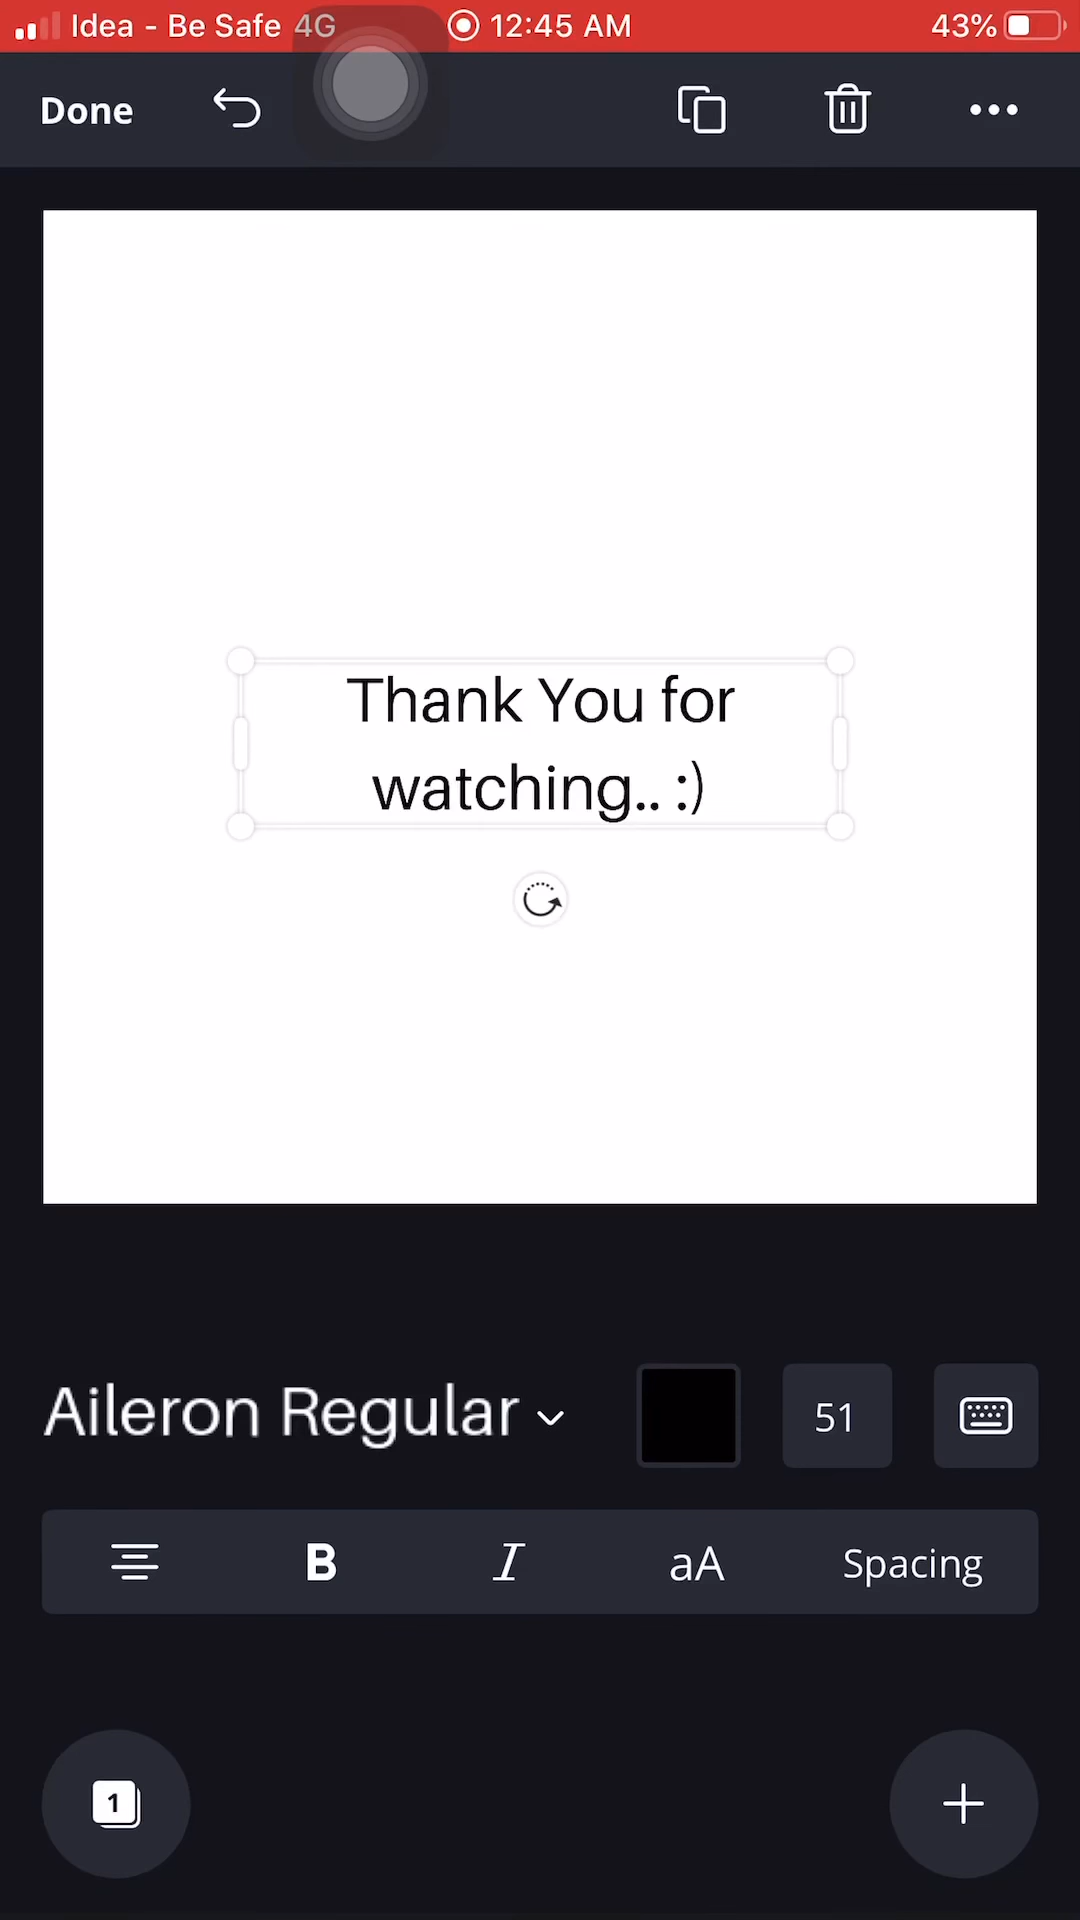 Idea - Be Safe 4G 12:45 AM 43%
Done
Thank You for
watching.. :)
Aileron Regular 51
B I aA Spacing
1